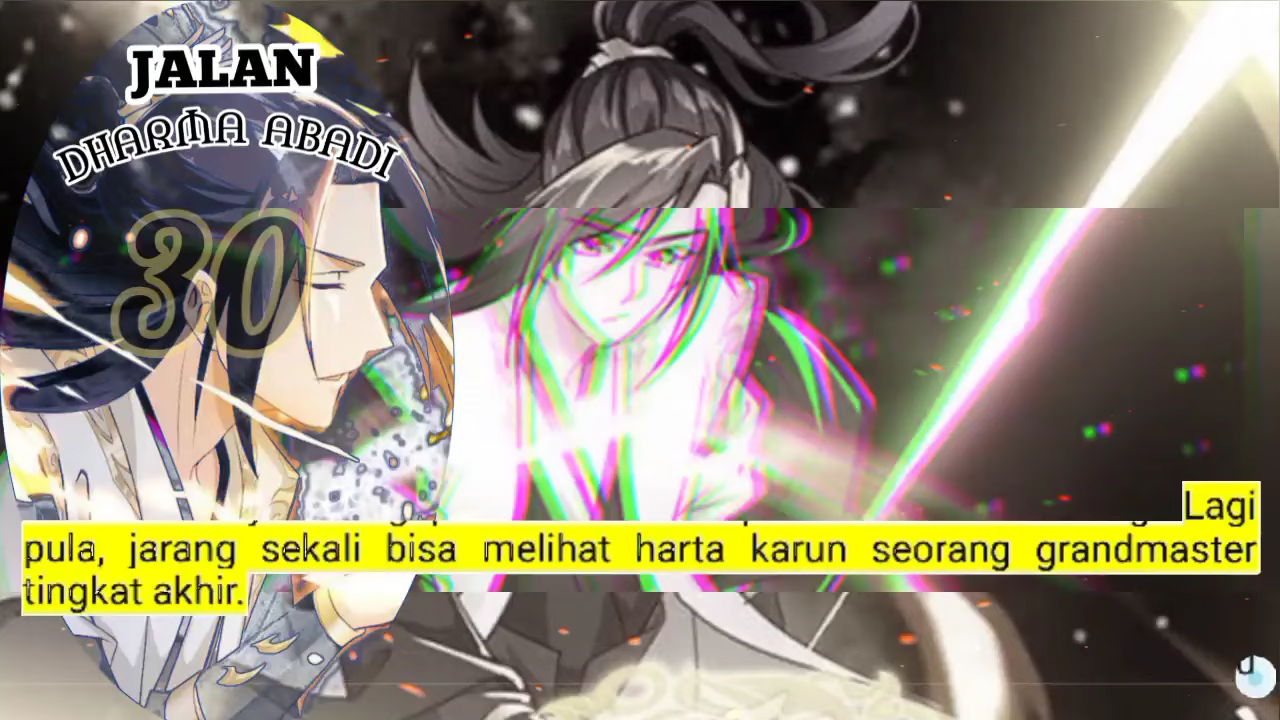 JALAN
DHARMA ABADI
30
Lagi
pula, jarang sekali bisa melihat harta karun seorang grandmaster
tingkat akhir.